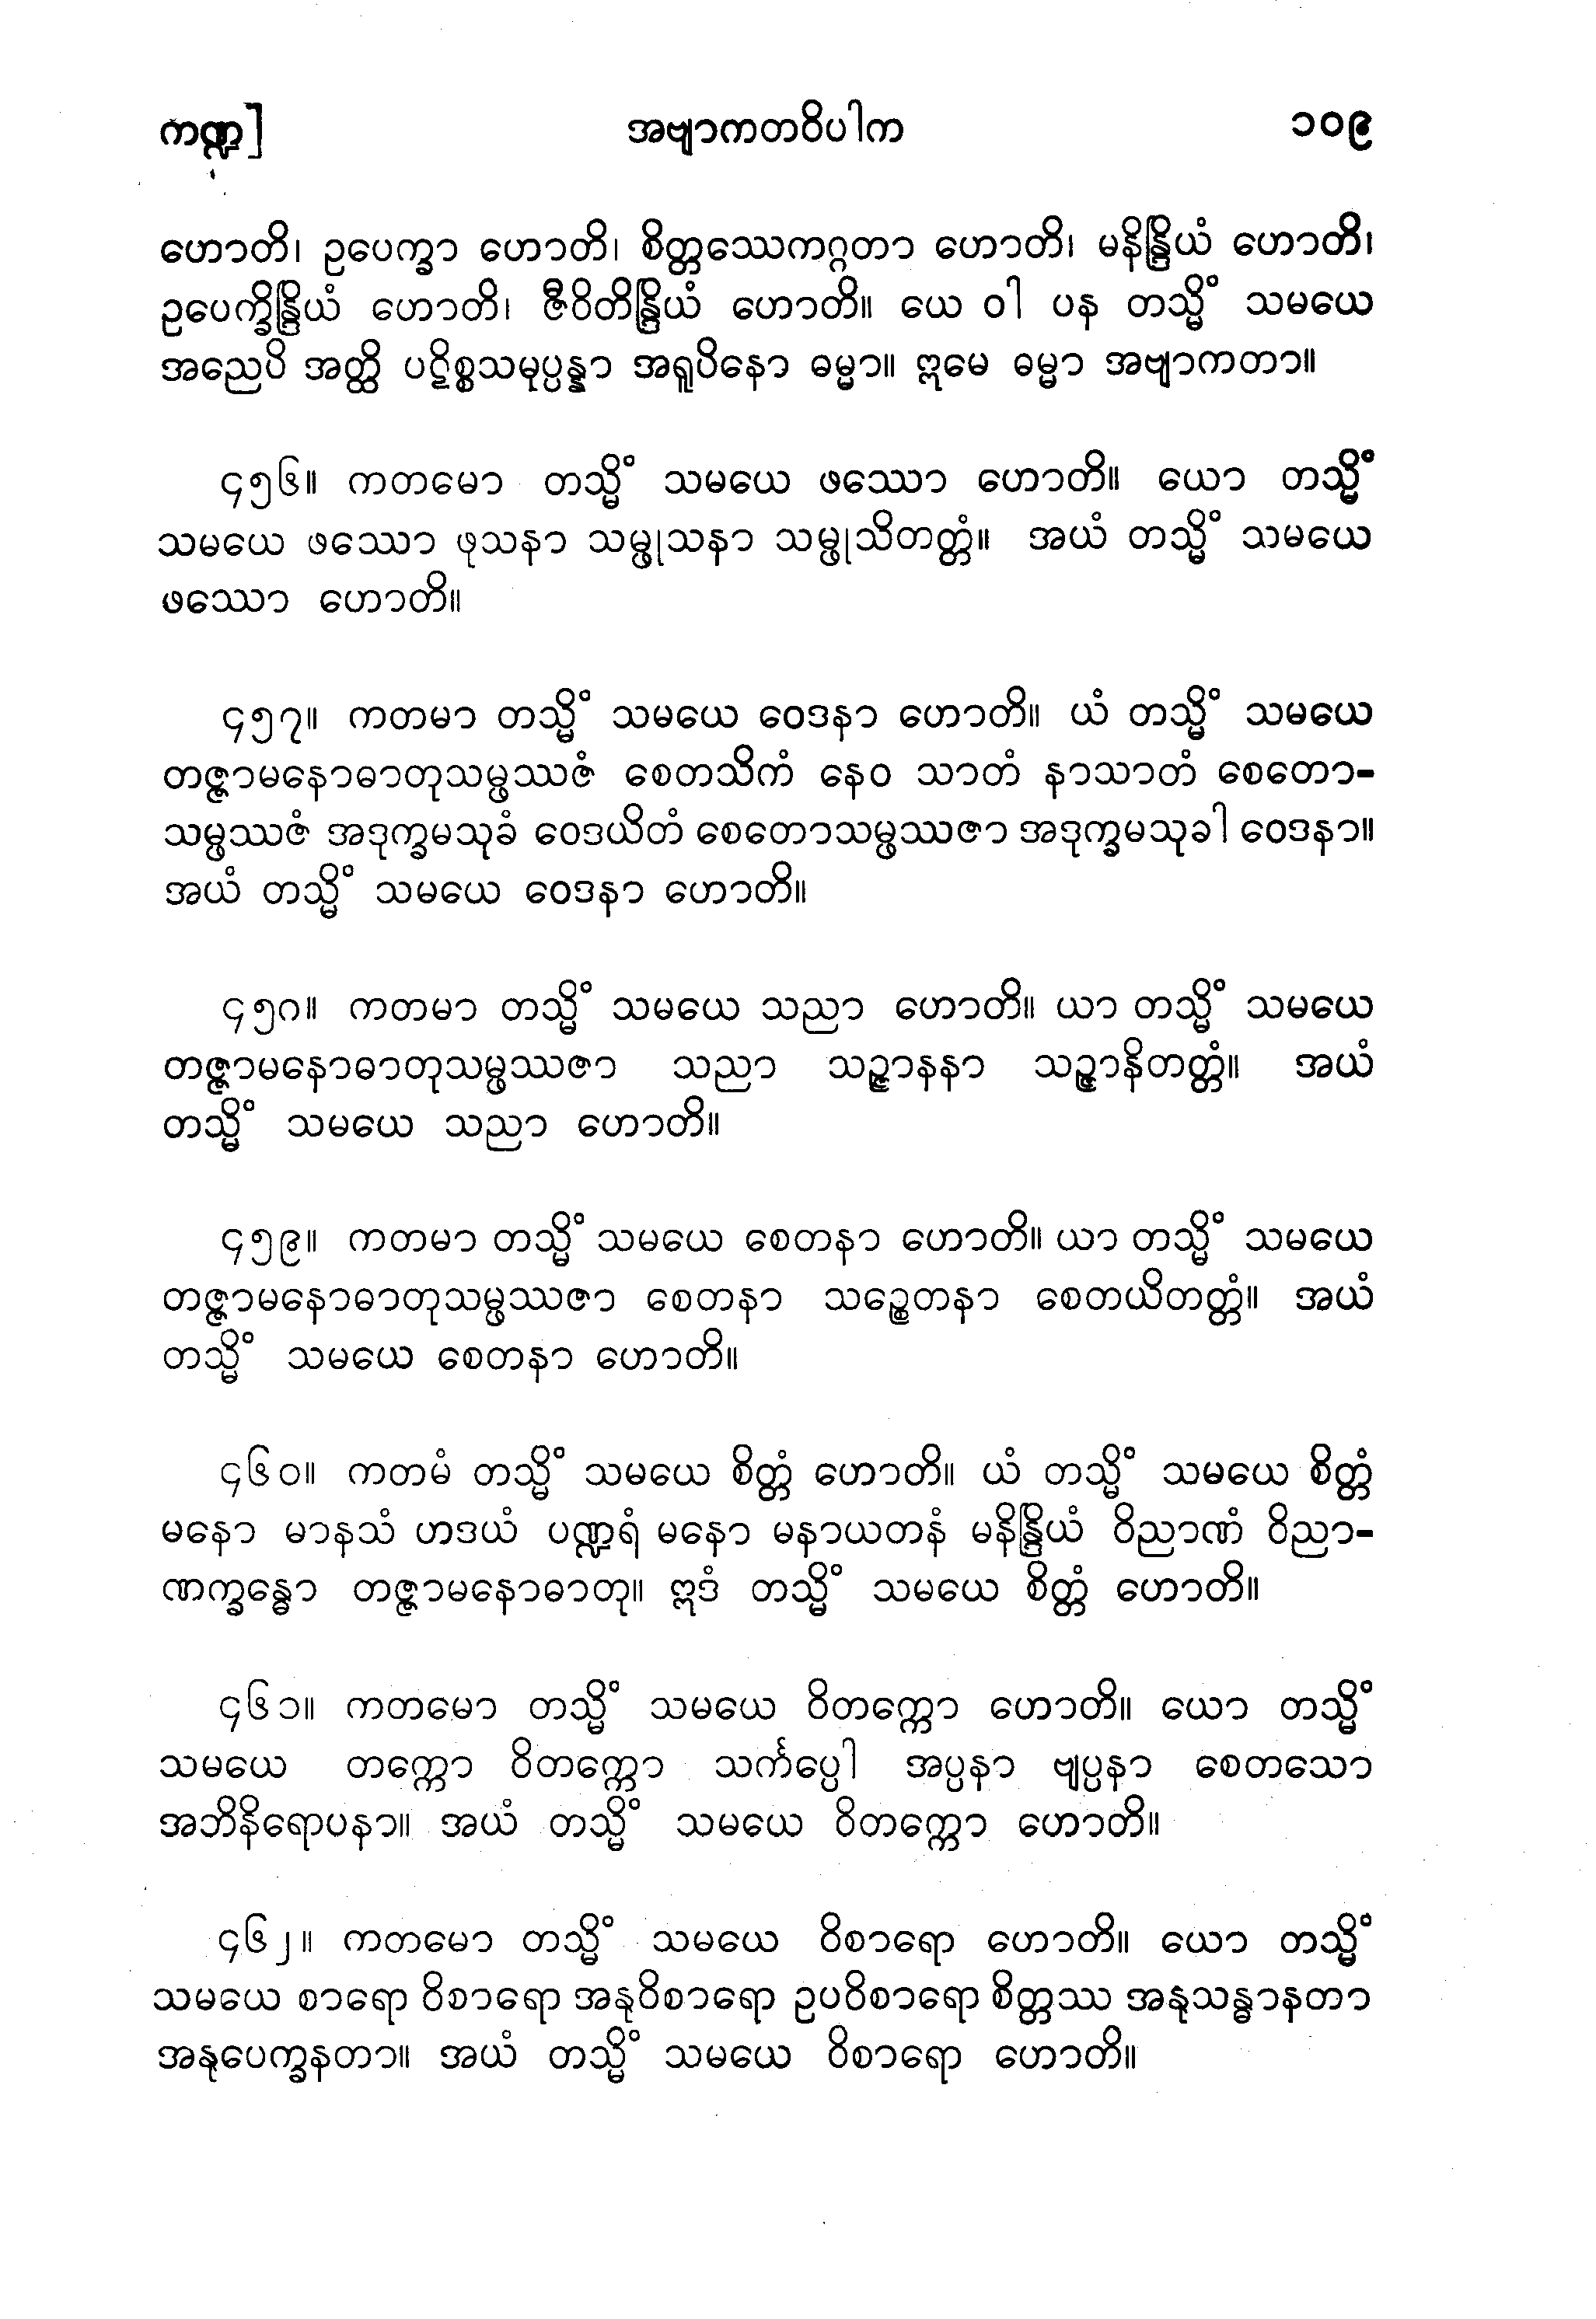 ကဏ္ဍ] အဗျာကတဝိပါက ၁၀၉
ဟောတိ၊ ဥပေက္ခာ ဟောတိ၊ စိတ္တဿေကဂ္ဂတာ ဟောတိ၊ မနိန္ဒြိယံ ဟောတိ၊
ဥပေက္ခိန္ဒြိယံ ဟောတိ၊ ဇီဝိတိန္ဒြိယံ ဟောတိ။ ယေ ဝါ ပန တသ္မိံ သမယေ
အညေပိ အတ္ထိ ပဋိစ္စသမုပ္ပန္နာ အရူပိနော ဓမ္မာ။ ဣမေ ဓမ္မာ အဗျာကတာ။
၄၅၆။ ကတမော တသ္မိံ သမယေ ဖဿော ဟောတိ။ ယော တသ္မိံ
သမယေ ဖဿော ဖုသနာ သမ္ဖုသနာ သမ္ဖုသိတတ္တံ။ အယံ တသ္မိံ သမယေ
ဖဿော ဟောတိ။
၄၅၇။ ကတမာ တသ္မိံ သမယေ ဝေဒနာ ဟောတိ။ ယံ တသ္မိံ သမယေ
တဇ္ဇာမနောဓာတုသမ္ဖဿဇံ စေတသိကံ နေဝ သာတံ နာသာတံ စေတော-
သမ္ဖဿဇံ အဒုက္ခမသုခံ ဝေဒယိတံ စေတောသမ္ဖဿဇာ အဒုက္ခမသုခါ ဝေဒနာ။
အယံ တသ္မိံ သမယေ ဝေဒနာ ဟောတိ။
၄၅၈။ ကတမာ တသ္မိံ သမယေ သညာ ဟောတိ။ ယာ တသ္မိံ သမယေ
တဇ္ဇာမနောဓာတုသမ္ဖဿဇာ သညာ သဉ္ဇာနနာ သဉ္ဇာနိတတ္တံ။ အယံ
တသ္မိံ သမယေ သညာ ဟောတိ။
၄၅၉။ ကတမာ တသ္မိံ သမယေ စေတနာ ဟောတိ။ ယာ တသ္မိံ သမယေ
တဇ္ဇာမနောဓာတုသမ္ဖဿဇာ စေတနာ သဉ္စေတနာ စေတယိတတ္တံ။ အယံ
တသ္မိံ သမယေ စေတနာ ဟောတိ။
၄၆၀။ ကတမံ တသ္မိံ သမယေ စိတ္တံ ဟောတိ။ ယံ တသ္မိံ သမယေ စိတ္တံ
မနော မာနသံ ဟဒယံ ပဏ္ဍရံ မနော မနာယတနံ မနိန္ဒြိယံ ဝိညာဏံ ဝိညာ-
ဏက္ခန္ဓော တဇ္ဇာမနောဓာတု။ ဣဒံ တသ္မိံ သမယေ စိတ္တံ ဟောတိ။
၄၆၁။ ကတမော တသ္မိံ သမယေ ဝိတက္ကော ဟောတိ။ ယော တသ္မိံ
သမယေ တက္ကော ဝိတက္ကော သင်္ကပ္ပေါ အပ္ပနာ ဗျပ္ပနာ စေတသော
အဘိနိရောပနာ။ အယံ တသ္မိံ သမယေ ဝိတက္ကော ဟောတိ။
၄၆၂။ ကတမော တသ္မိံ သမယေ ဝိစာရော ဟောတိ။ ယော တသ္မိံ
သမယေ စာရော ဝိစာရော အနုဝိစာရော ဥပဝိစာရော စိတ္တဿ အနုသန္ဓာနတာ
အနုပေက္ခနတာ။ အယံ တသ္မိံ သမယေ ဝိစာရော ဟောတိ။